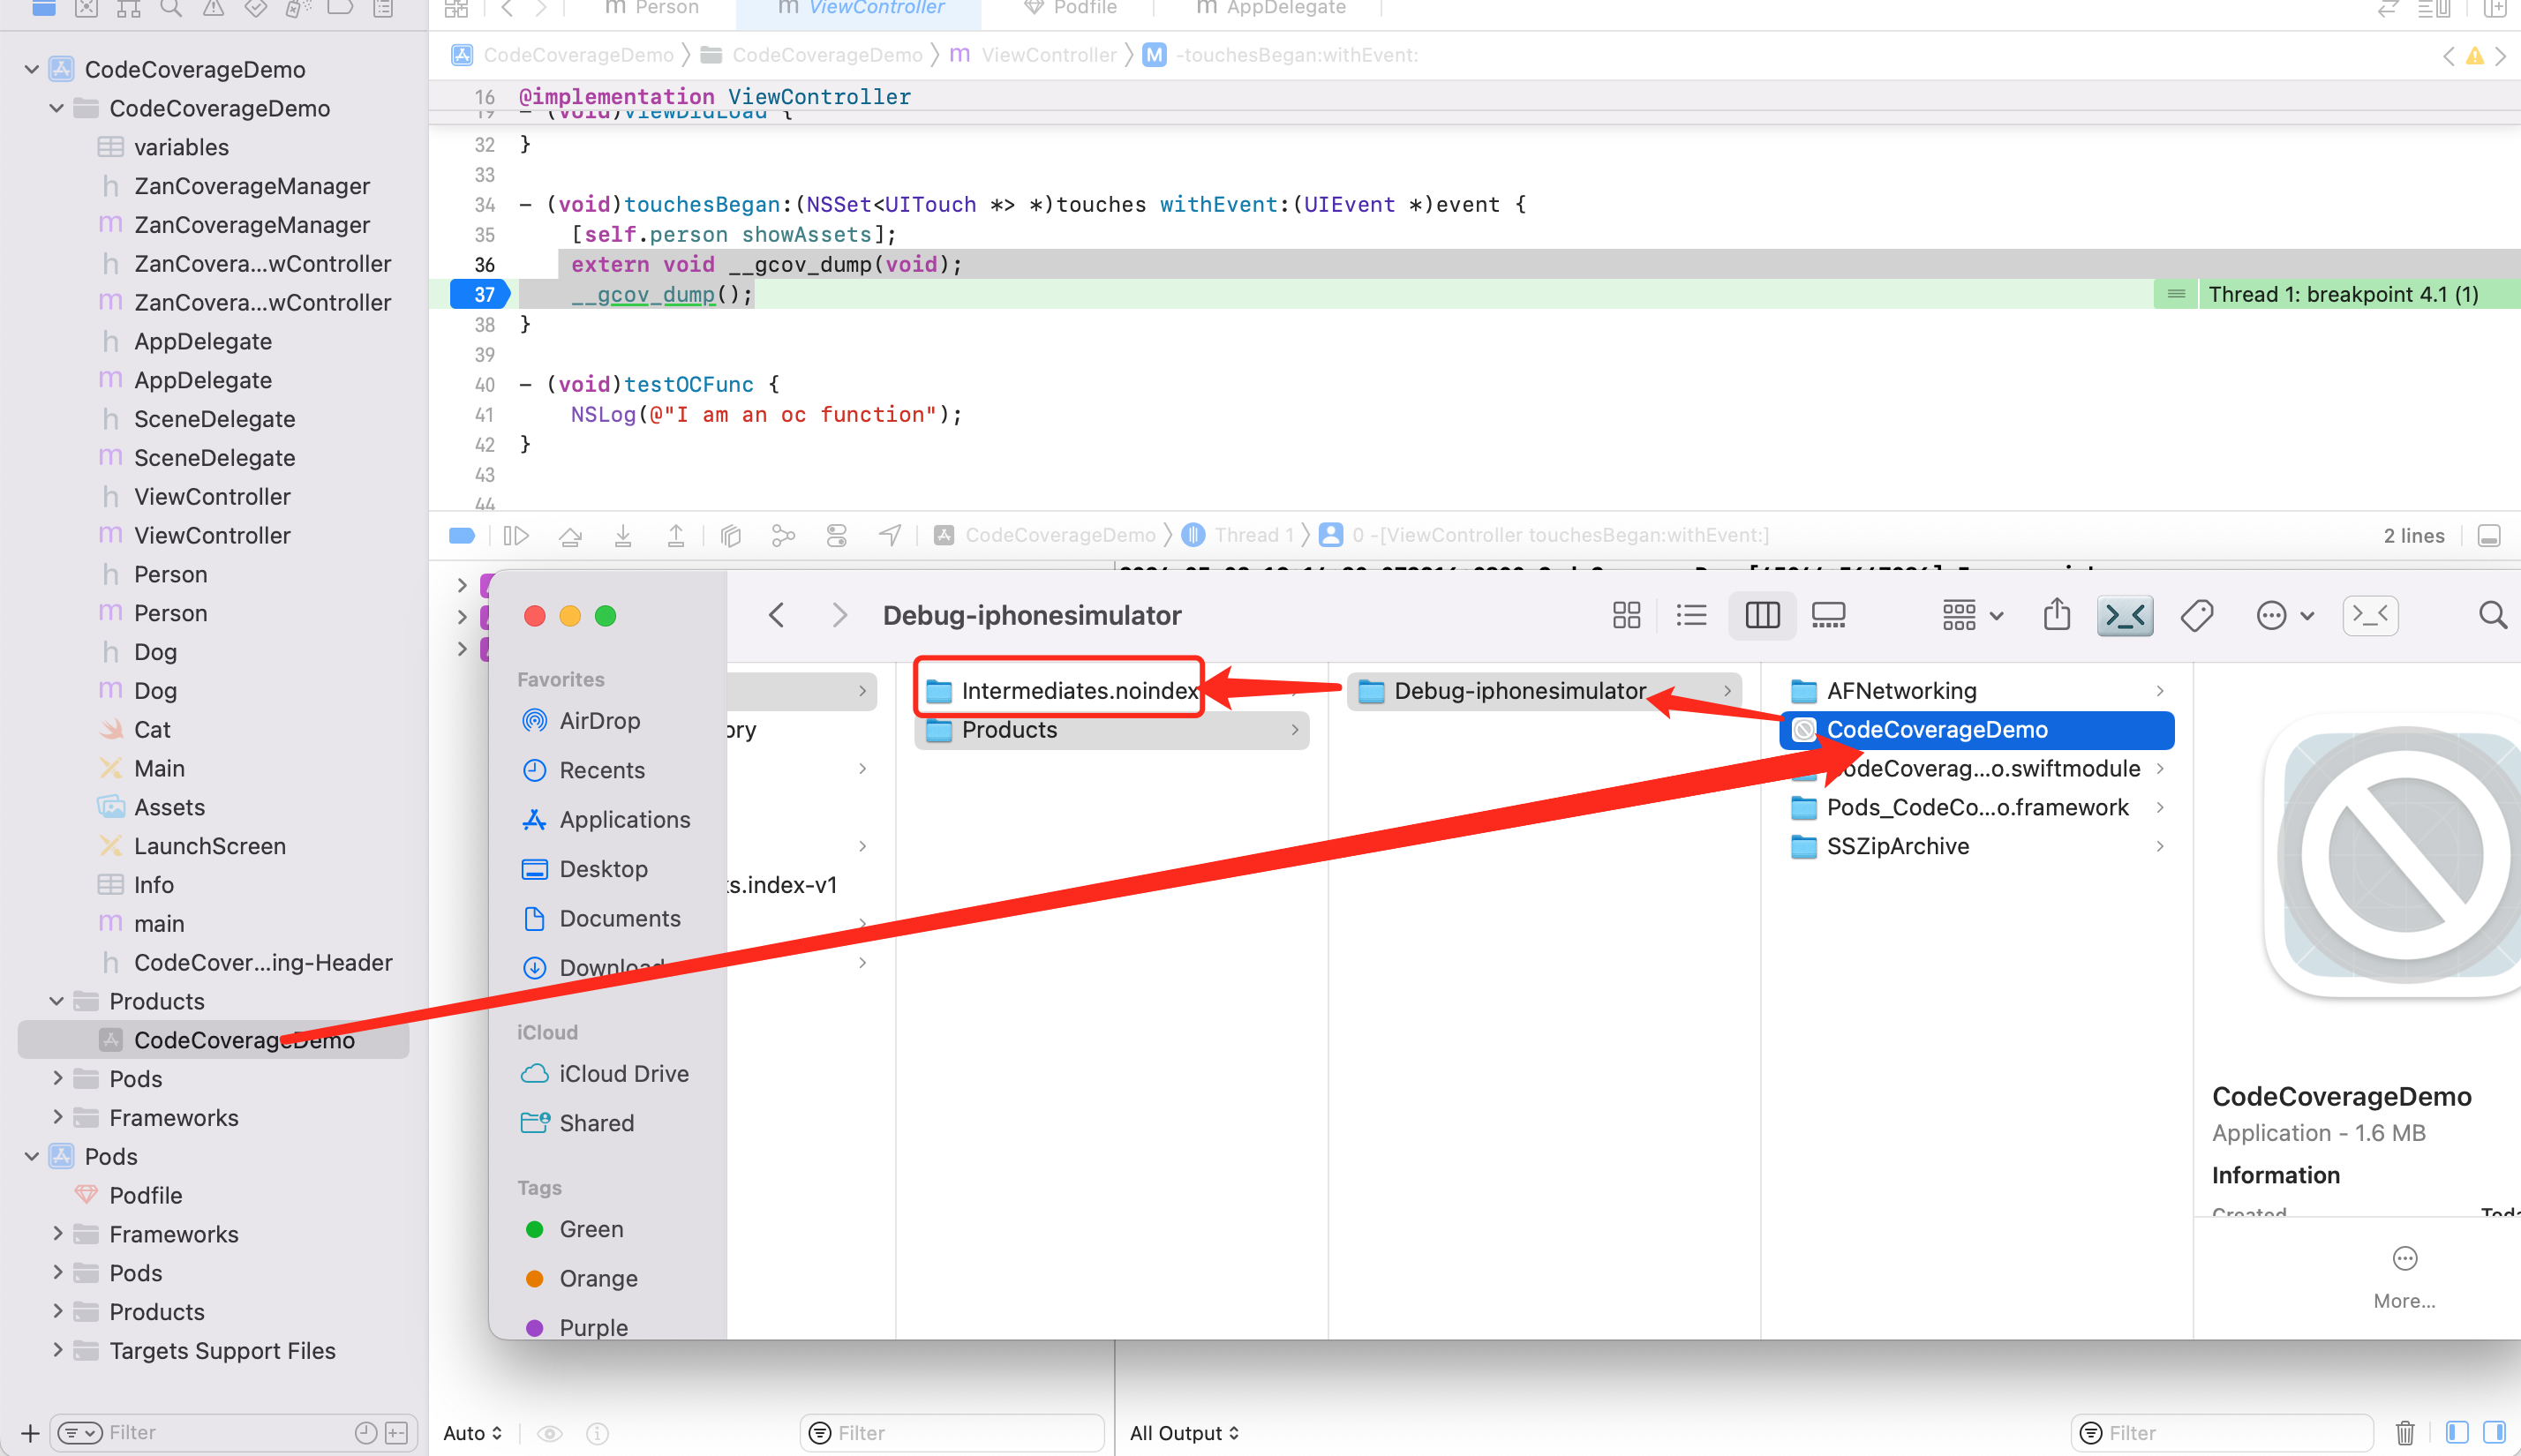 Person
ViewController
Podfile
AppDelegate
CodeCoverageDemo
CodeCoverageDemo
variables
ZanCoverageManager
ZanCoverageManager
ZanCovera...wController
ZanCovera...wController
AppDelegate
AppDelegate
SceneDelegate
SceneDelegate
ViewController
ViewController
Person
Person
Dog
Dog
Cat
Main
Assets
LaunchScreen
Info
main
CodeCover...ing-Header
Products
CodeCoverageDemo
Pods
Frameworks
Pods
Podfile
Frameworks
Pods
Products
Targets Support Files
Filter
CodeCoverageDemo CodeCoverageDemo m ViewController M -touchesBegan:withEvent:
16 @implementation ViewController
19 - (void)viewDidLoad {
32 }
33
34 - (void)touchesBegan:(NSSet<UITouch *> *)touches withEvent:(UIEvent *)event {
35 [self.person showAssets];
36 extern void __gcov_dump(void);
37 __gcov_dump(); Thread 1: breakpoint 4.1 (1)
38 }
39
40 - (void)testOCFunc {
41 NSLog(@"I am an oc function");
42 }
43
44
CodeCoverageDemo Thread 1 0 -[ViewController touchesBegan:withEvent:] 2 lines
Debug-iphonesimulator
Favorites
AirDrop
Recents
Applications
Desktop
Documents
Downloads
iCloud
iCloud Drive
Shared
Tags
Green
Orange
Purple
ory
ts.index-v1
Intermediates.noindex
Products
Debug-iphonesimulator
AFNetworking
CodeCoverageDemo
CodeCoverag...o.swiftmodule
Pods_CodeCo...o.framework
SSZipArchive
CodeCoverageDemo
Application - 1.6 MB
Information
Created Toda
More...
Auto Filter All Output Filter